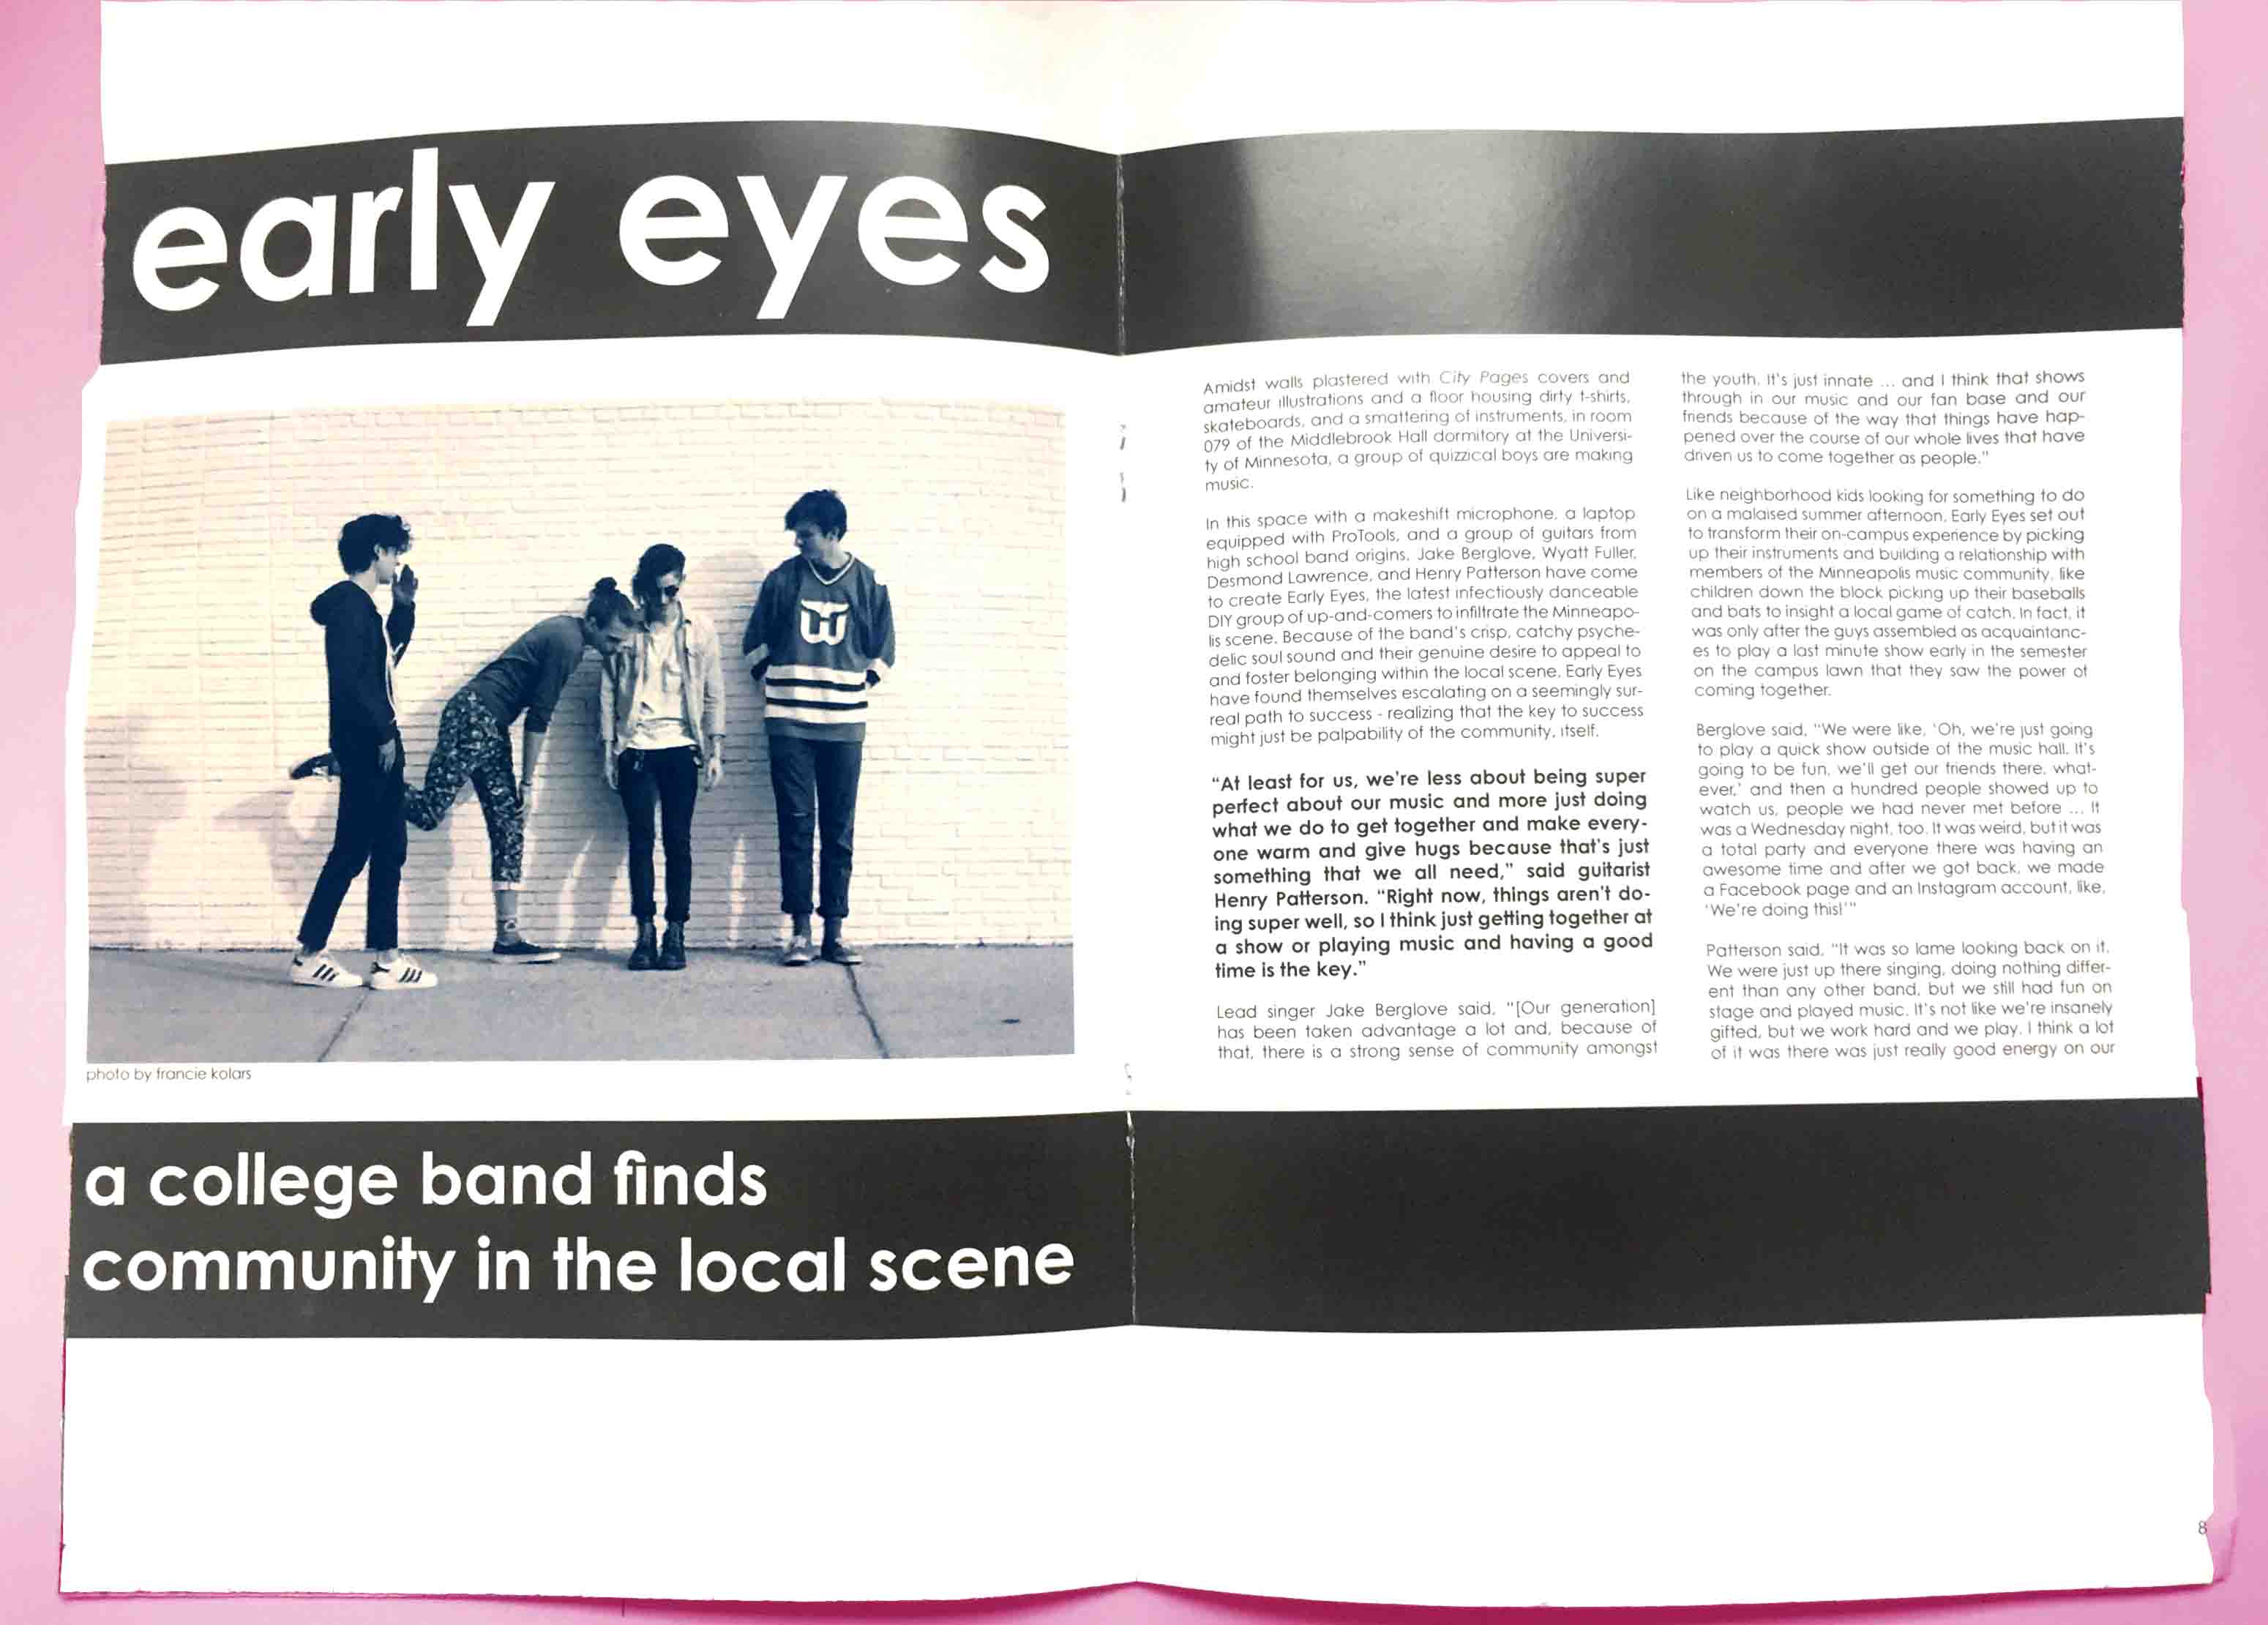 early eyes
photo by francie kolars
a college band finds
community in the local scene
Amidst walls plastered with City Pages covers and
amateur illustrations and a floor housing dirty t-shirts,
skateboards, and a smattering of instruments, in room
079 of the Middlebrook Hall dormitory at the Universi-
ty of Minnesota, a group of quizzical boys are making
music.
In this space with a makeshift microphone, a laptop
equipped with ProTools, and a group of guitars from
high school band origins, Jake Berglove, Wyatt Fuller,
Desmond Lawrence, and Henry Patterson have come
to create Early Eyes, the latest infectiously danceable
DIY group of up-and-comers to infiltrate the Minneapo-
lis scene. Because of the band's crisp, catchy psyche-
delic soul sound and their genuine desire to appeal to
and foster belonging within the local scene, Early Eyes
have found themselves escalating on a seemingly sur-
real path to success - realizing that the key to success
might just be palpability of the community, itself.
"At least for us, we're less about being super
perfect about our music and more just doing
what we do to get together and make every-
one warm and give hugs because that's just
something that we all need," said guitarist
Henry Patterson. "Right now, things aren't do-
ing super well, so I think just getting together at
a show or playing music and having a good
time is the key."
Lead singer Jake Berglove said, "[Our generation]
has been taken advantage a lot and, because of
that, there is a strong sense of community amongst
the youth. It's just innate ... and I think that shows
through in our music and our fan base and our
friends because of the way that things have hap-
pened over the course of our whole lives that have
driven us to come together as people."
Like neighborhood kids looking for something to do
on a malaised summer afternoon, Early Eyes set out
to transform their on-campus experience by picking
up their instruments and building a relationship with
members of the Minneapolis music community, like
children down the block picking up their baseballs
and bats to insight a local game of catch. In fact, it
was only after the guys assembled as acquaintanc-
es to play a last minute show early in the semester
on the campus lawn that they saw the power of
coming together.
Berglove said, "We were like, 'Oh, we're just going
to play a quick show outside of the music hall. It's
going to be fun, we'll get our friends there, what-
ever,' and then a hundred people showed up to
watch us, people we had never met before ... It
was a Wednesday night, too. It was weird, but it was
a total party and everyone there was having an
awesome time and after we got back, we made
a Facebook page and an Instagram account, like,
'We're doing this!'"
Patterson said, "It was so lame looking back on it.
We were just up there singing, doing nothing differ-
ent than any other band, but we still had fun on
stage and played music. It's not like we're insanely
gifted, but we work hard and we play. I think a lot
of it was there was just really good energy on our
8